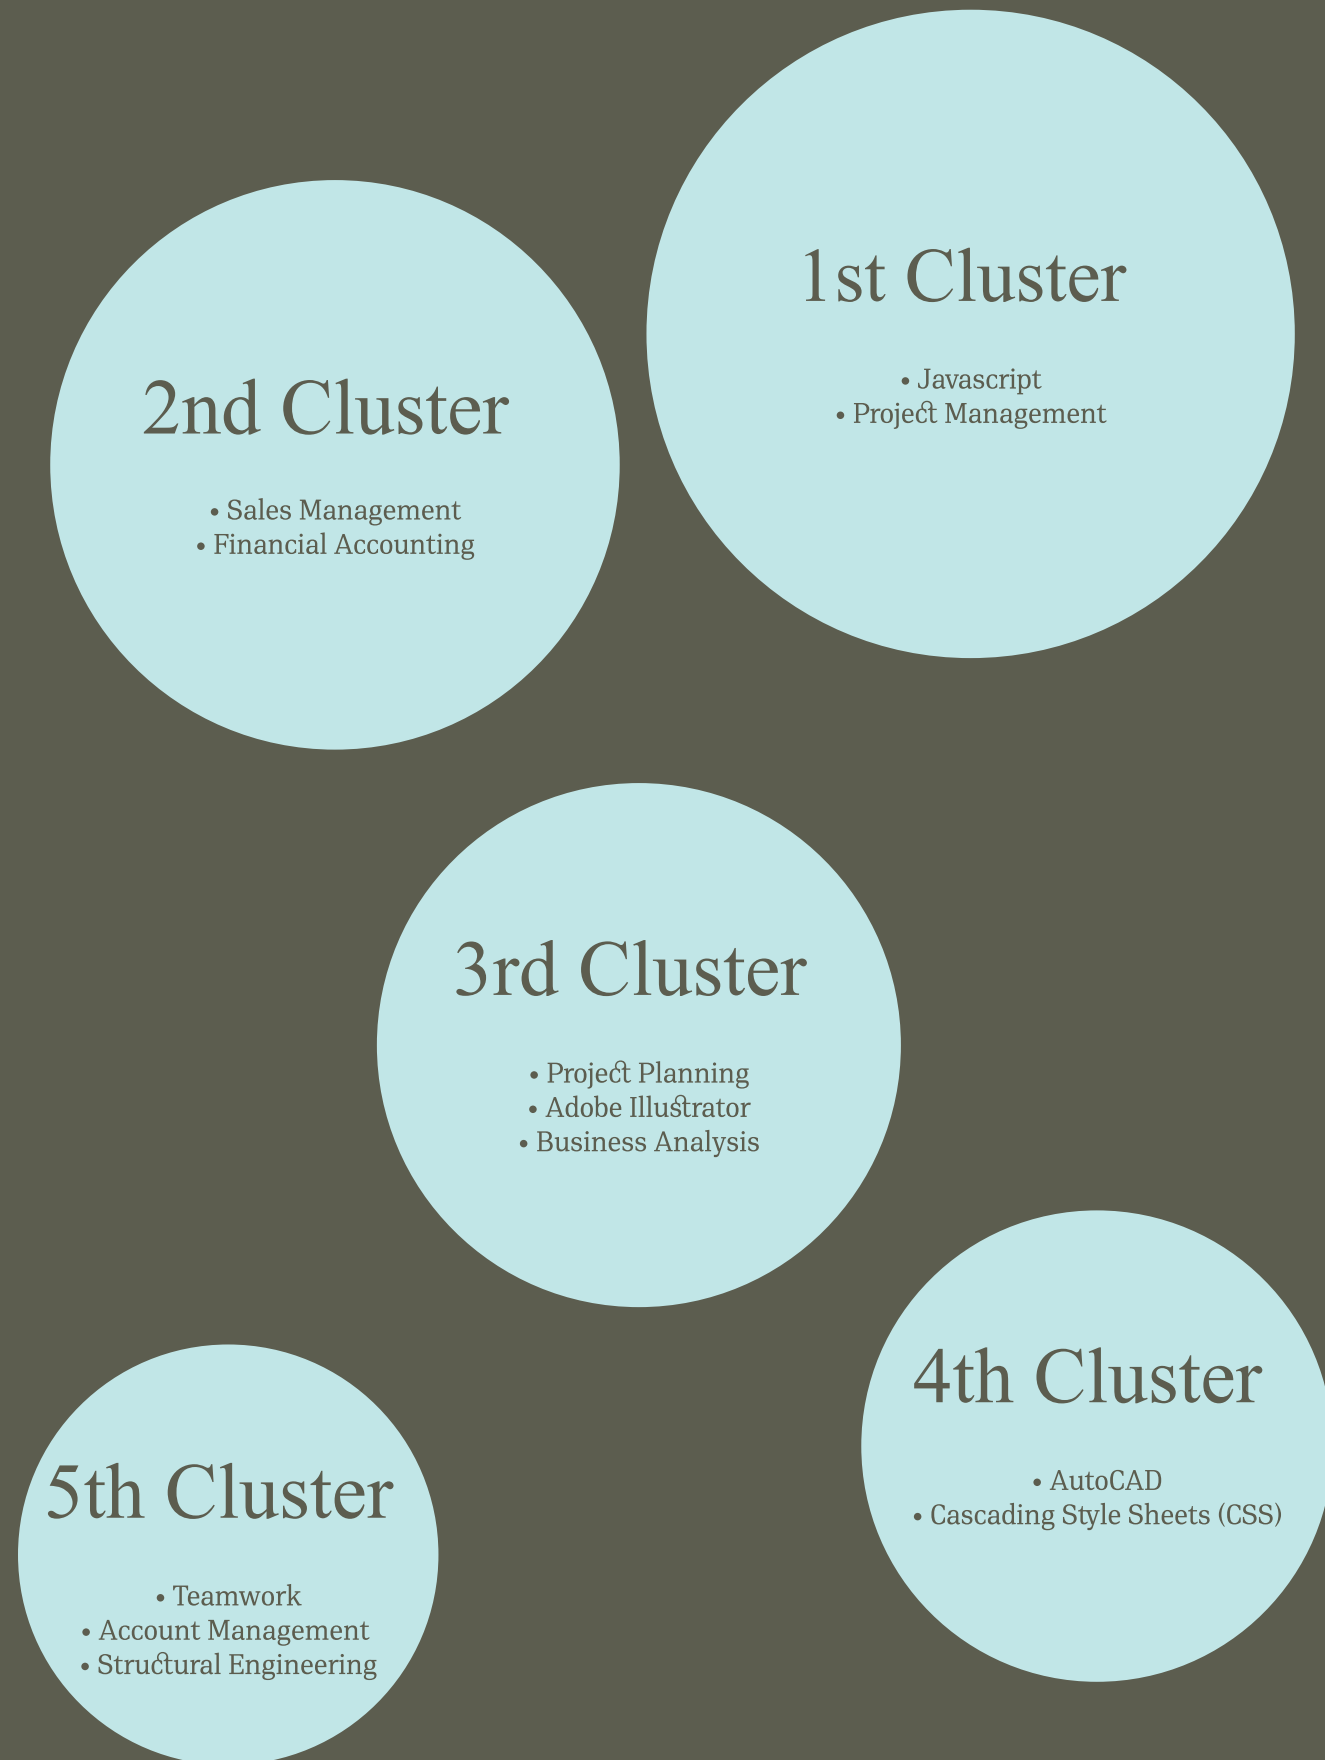 1st Cluster
• Javascript
• Project Management
2nd Cluster
• Sales Management
• Financial Accounting
3rd Cluster
• Project Planning
• Adobe Illustrator
• Business Analysis
4th Cluster
• AutoCAD
• Cascading Style Sheets (CSS)
5th Cluster
• Teamwork
• Account Management
• Structural Engineering